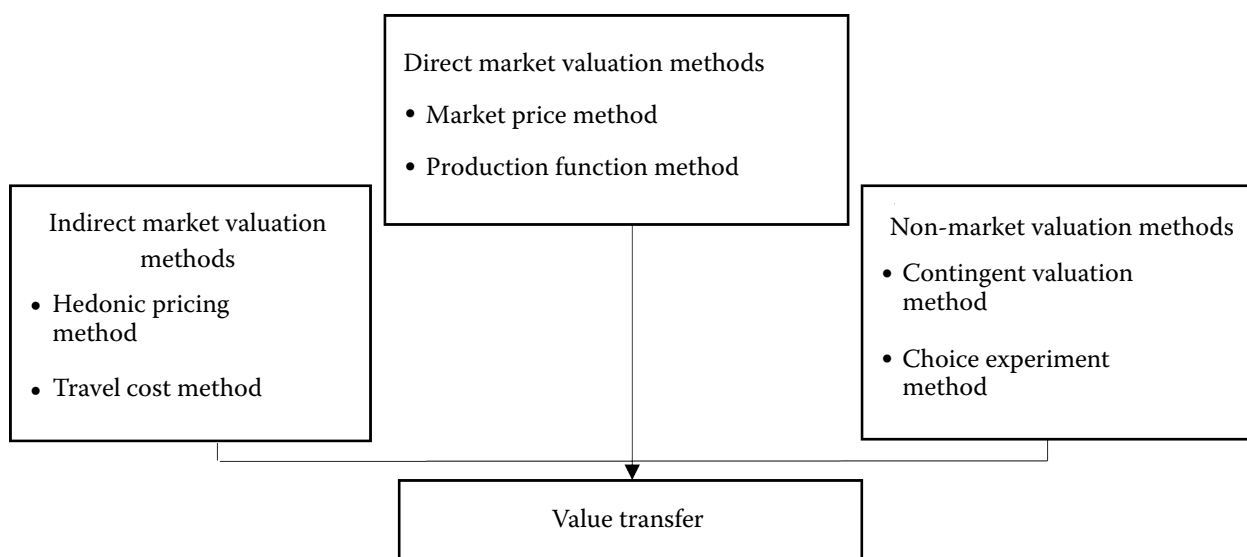 Direct market valuation methods
• Market price method
• Production function method
Indirect market valuation
methods
• Hedonic pricing
method
• Travel cost method
Non-market valuation methods
• Contingent valuation
method
• Choice experiment
method
Value transfer